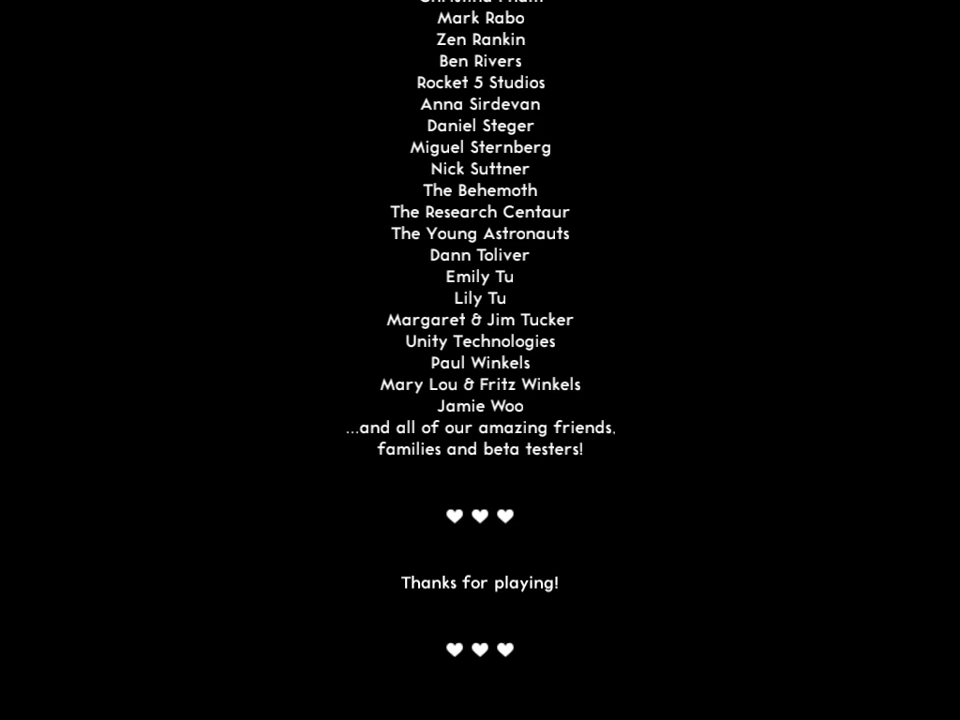 Mark Rabo
Zen Rankin
Ben Rivers
Rocket 5 Studios
Anna Sirdevan
Daniel Steger
Miguel Sternberg
Nick Suttner
The Behemoth
The Research Centaur
The Young Astronauts
Dann Toliver
Emily Tu
Lily Tu
Margaret & Jim Tucker
Unity Technologies
Paul Winkels
Mary Lou & Fritz Winkels
Jamie Woo
...and all of our amazing friends,
families and beta testers!
♥ ♥ ♥
Thanks for playing!
♥ ♥ ♥